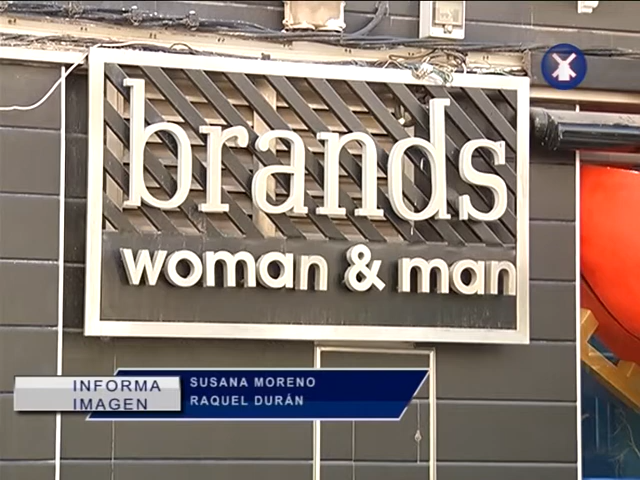 brands
woman & man
INFORMA SUSANA MORENO
IMAGEN RAQUEL DURÁN